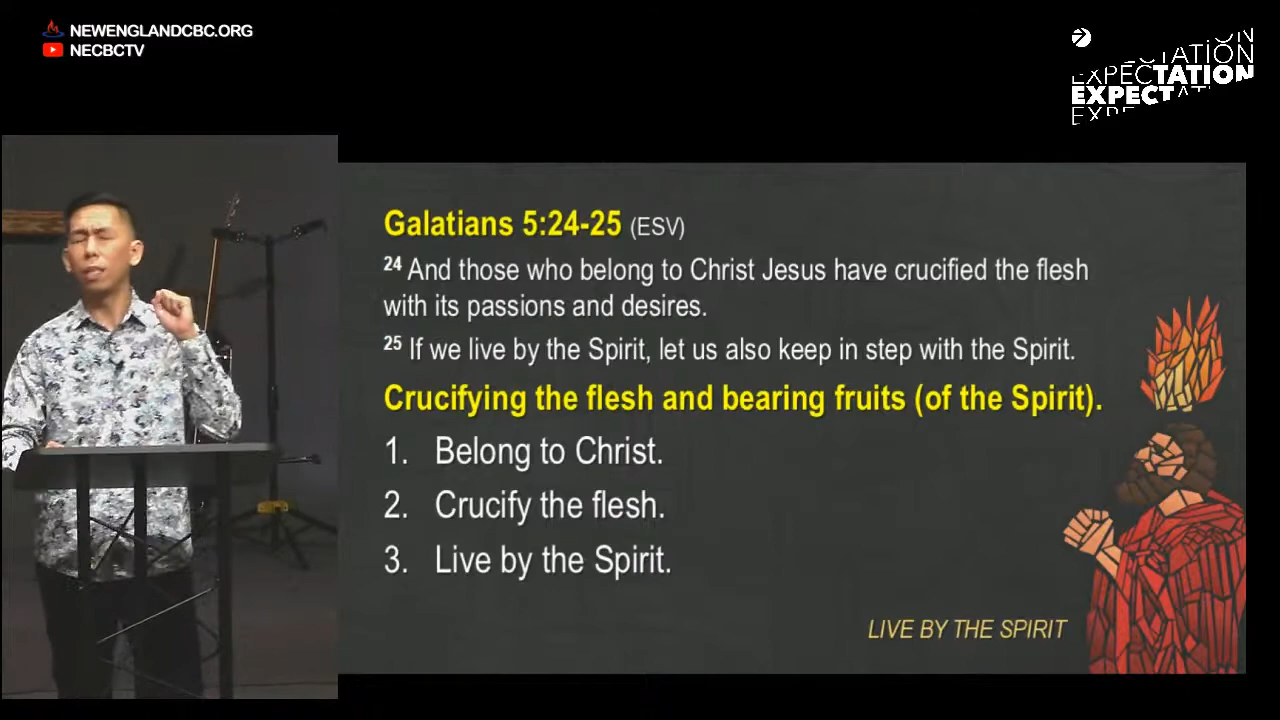 NEWENGLANDCBC.ORG
NECBCTV
EXPECTATION
Galatians 5:24-25 (ESV)
24 And those who belong to Christ Jesus have crucified the flesh
with its passions and desires.
25 If we live by the Spirit, let us also keep in step with the Spirit.
Crucifying the flesh and bearing fruits (of the Spirit).
1. Belong to Christ.
2. Crucify the flesh.
3. Live by the Spirit.
LIVE BY THE SPIRIT